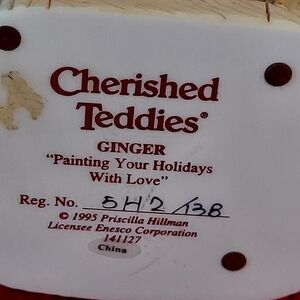 Cherished
Teddies®
GINGER
“Painting Your Holidays
With Love”
Reg. No. 5H2 /138
© 1995 Priscilla Hillman
Licensee Enesco Corporation
141127
China